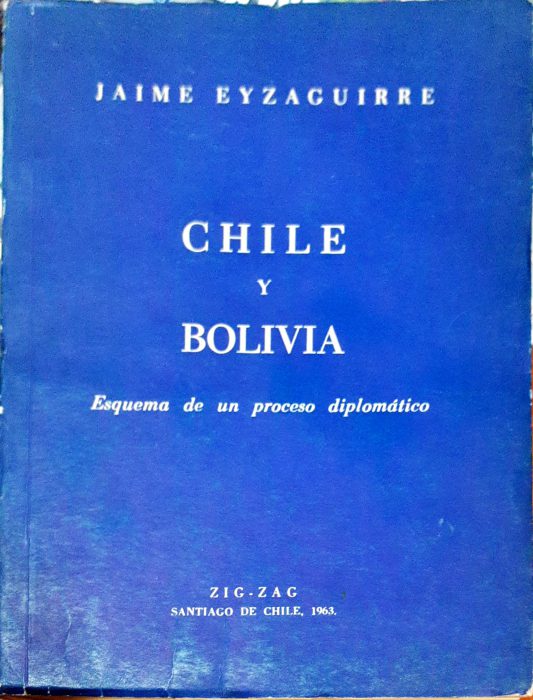 JAIME EYZAGUIRRE
CHILE
Y
BOLIVIA
Esquema de un proceso diplomático
ZIG-ZAG
SANTIAGO DE CHILE, 1963.